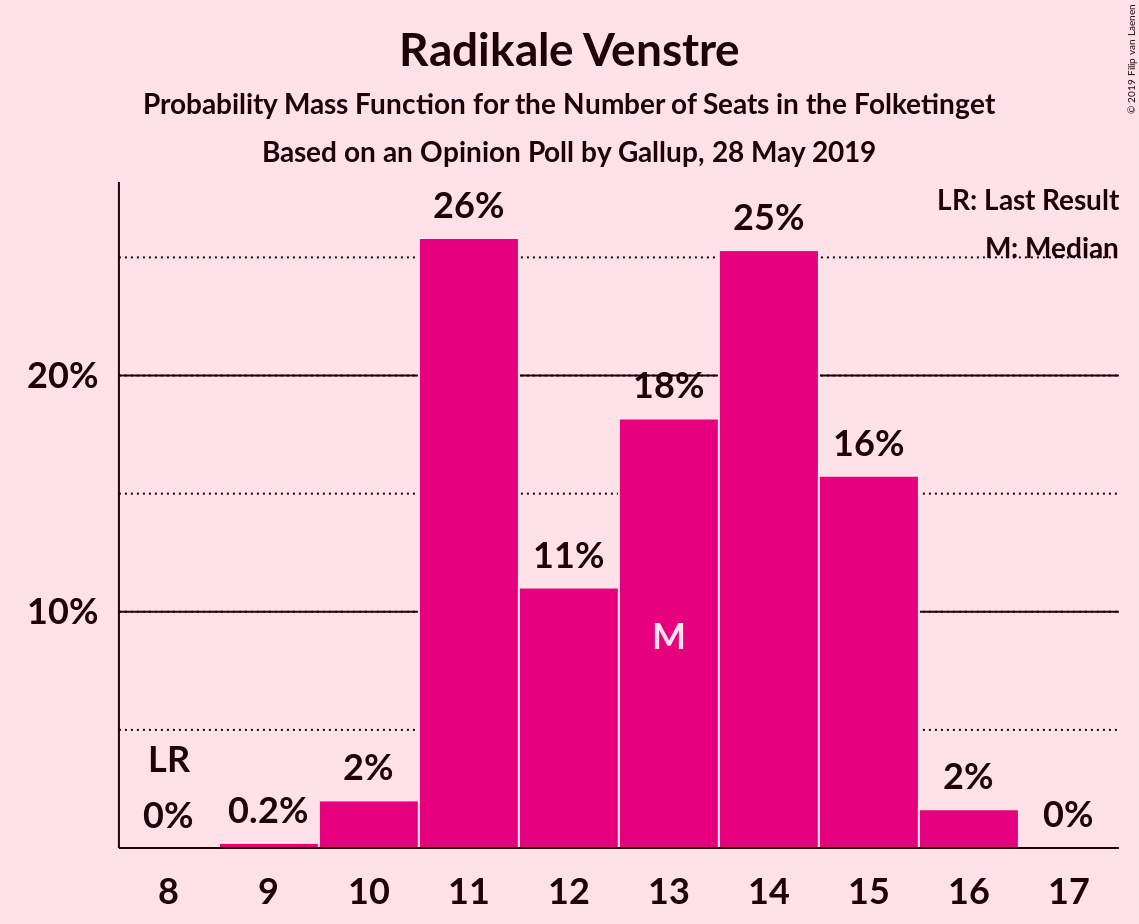 Radikale Venstre
Probability Mass Function for the Number of Seats in the Folketinget
Based on an Opinion Poll by Gallup, 28 May 2019
© 2019 Filip van Laenen
LR: Last Result
M: Median
26%
25%
20%
18%
16%
11%
10%
M
LR
2%
2%
0%
0.2%
0%
8 9 10 11 12 13 14 15 16 17